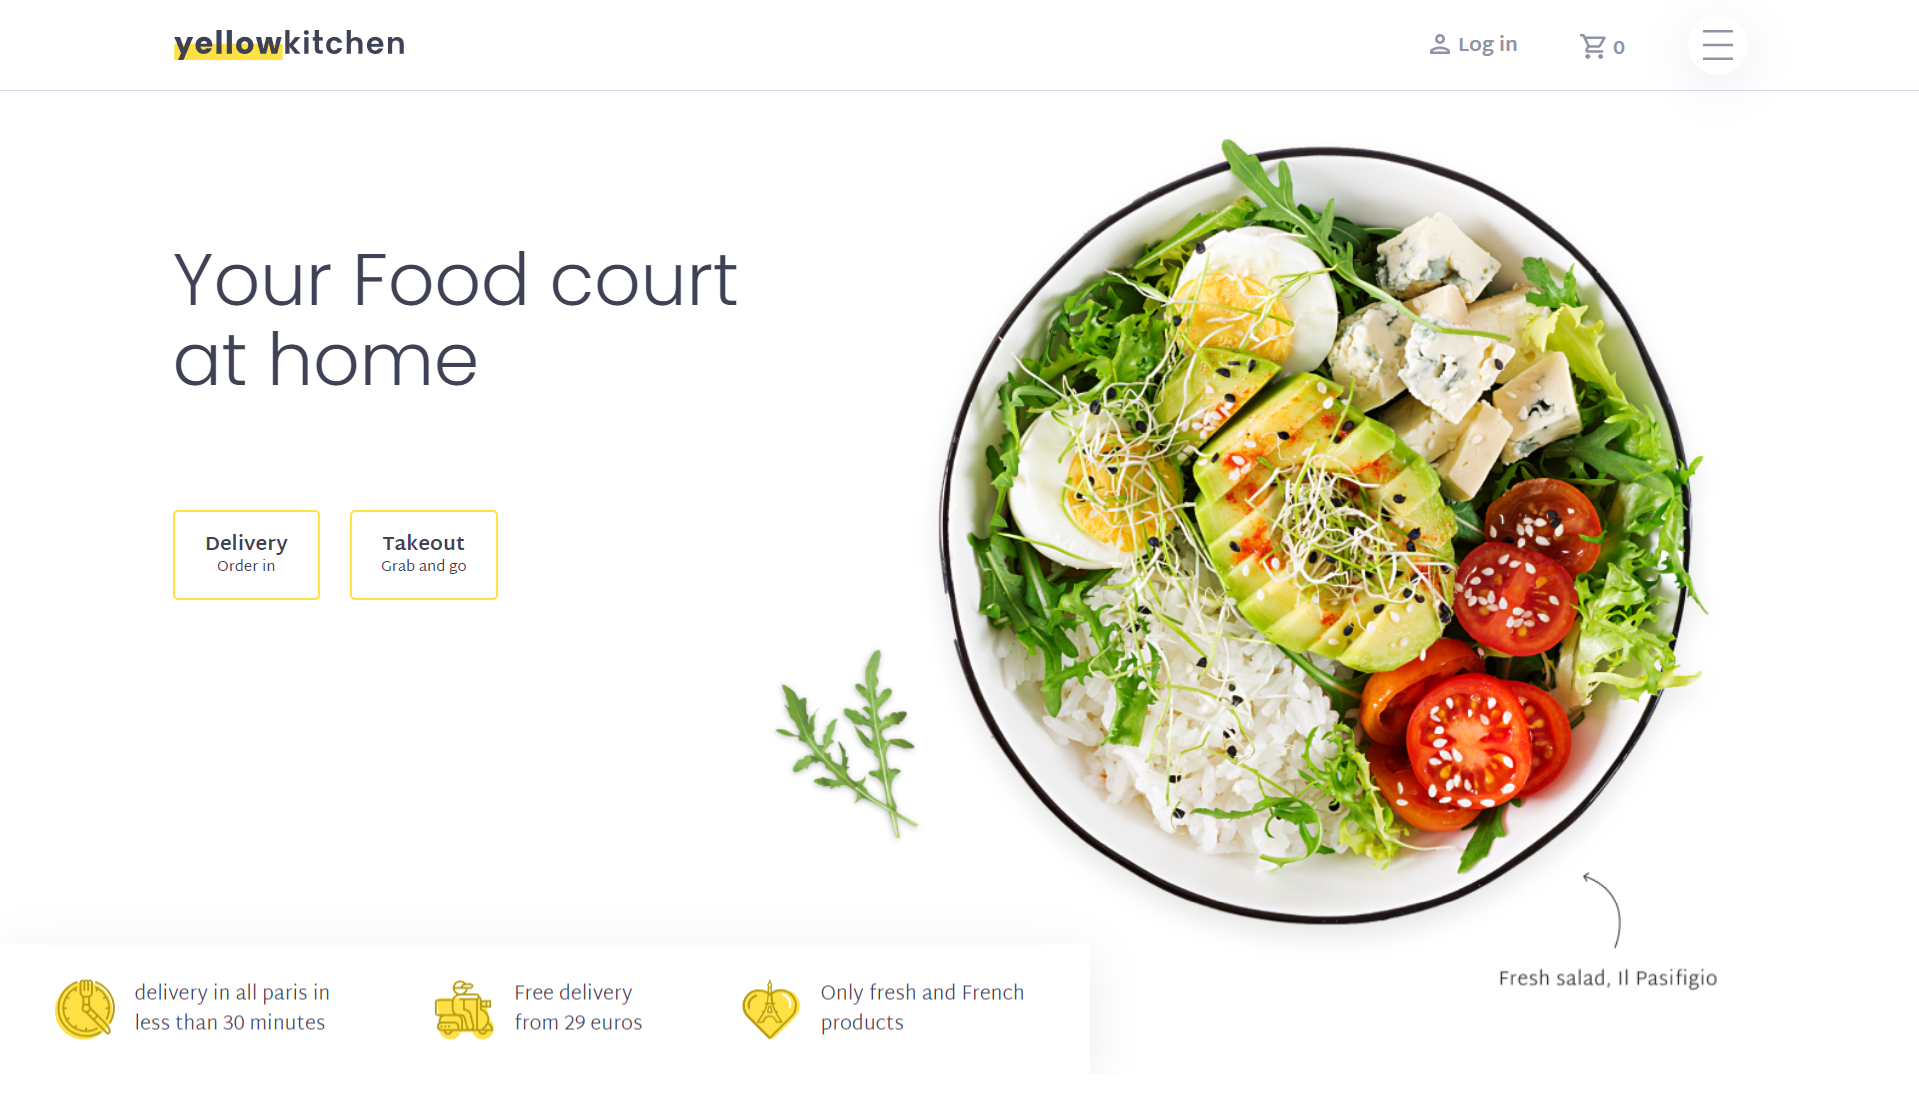 yellowkitchen
Log in
0
Your Food court
at home
Delivery
Order in
Takeout
Grab and go
Fresh salad, Il Pasifigio
delivery in all paris in
less than 30 minutes
Free delivery
from 29 euros
Only fresh and French
products